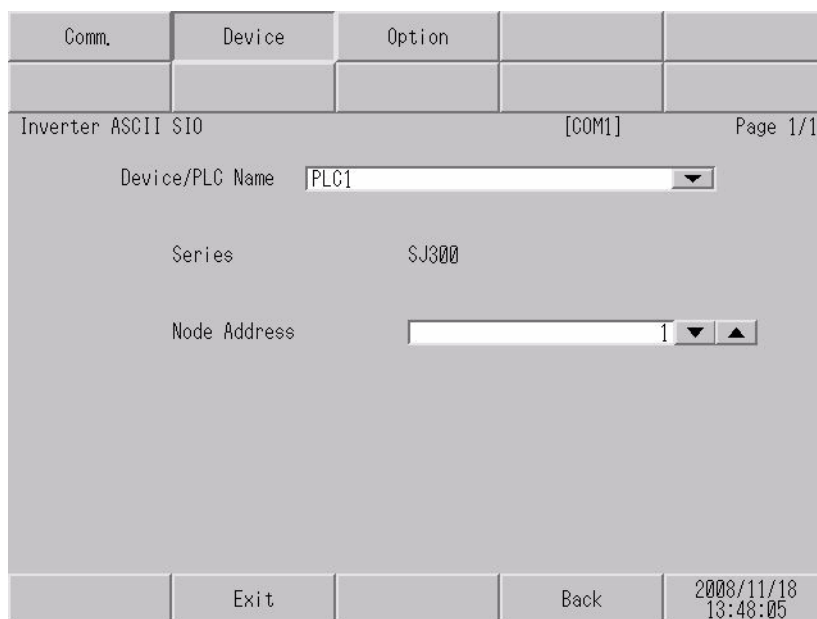 Comm. Device Option
Inverter ASCII SIO [COM1] Page 1/1
Device/PLC Name PLC1
Series SJ300
Node Address 1
Exit Back 2008/11/18
13:48:05